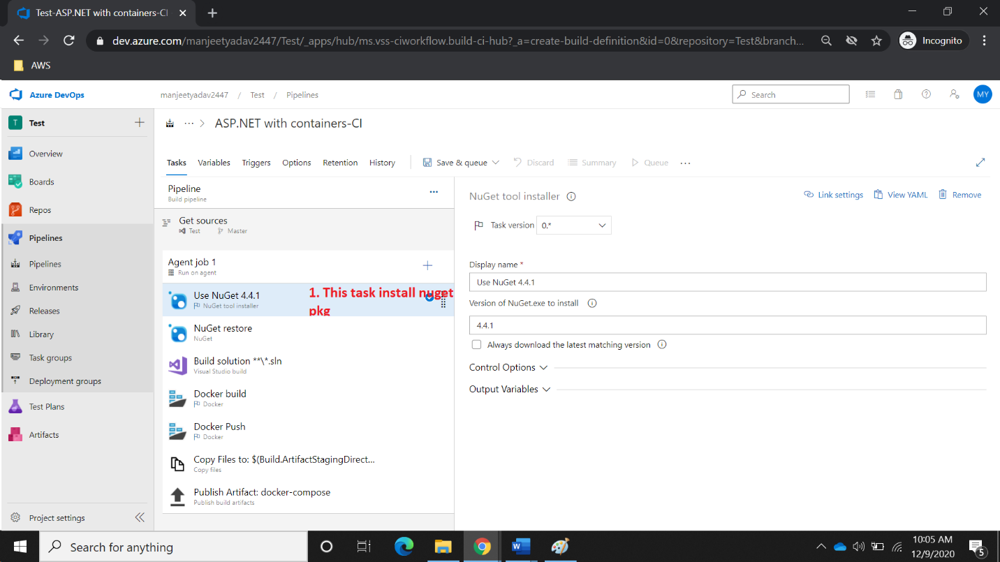 Test-ASP.NET with containers-CI
dev.azure.com/manjeetyadav2447/Test/_apps/hub/ms.vss-ciworkflow.build-ci-hub?_a=create-build-definition&id=0&repository=Test&branch...
Incognito
AWS
Azure DevOps
manjeetyadav2447 / Test / Pipelines
Search
MY
T Test
... > ASP.NET with containers-CI
Overview
Boards
Repos
Pipelines
Pipelines
Environments
Releases
Library
Task groups
Deployment groups
Test Plans
Artifacts
Project settings
Tasks Variables Triggers Options Retention History Save & queue Discard Summary Queue ...
Pipeline
Build pipeline
Get sources
Test Master
Agent job 1
Run on agent
Use NuGet 4.4.1
NuGet tool installer
1. This task install nuget
pkg
NuGet restore
NuGet
Build solution **\*.sln
Visual Studio build
Docker build
Docker
Docker Push
Docker
Copy Files to: $(Build.ArtifactStagingDirect...
Copy files
Publish Artifact: docker-compose
Publish build artifacts
NuGet tool installer
Link settings View YAML Remove
Task version 0.*
Display name *
Use NuGet 4.4.1
Version of NuGet.exe to install
4.4.1
Always download the latest matching version
Control Options
Output Variables
Search for anything
10:05 AM
12/9/2020
5